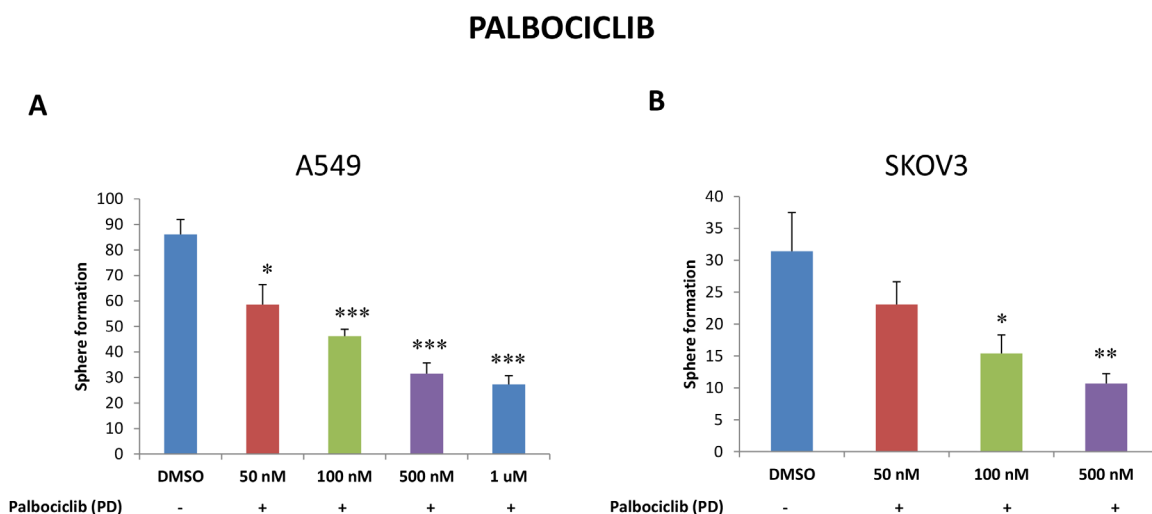 PALBOCICLIB
A
A549
Sphere formation
100
90
80
70
60
50
40
30
20
10
0
*
***
***
***
DMSO 50 nM 100 nM 500 nM 1 uM
Palbociclib (PD) - + + + +
B
SKOV3
Sphere formation
40
35
30
25
20
15
10
5
0
*
**
DMSO 50 nM 100 nM 500 nM
Palbociclib (PD) - + + +